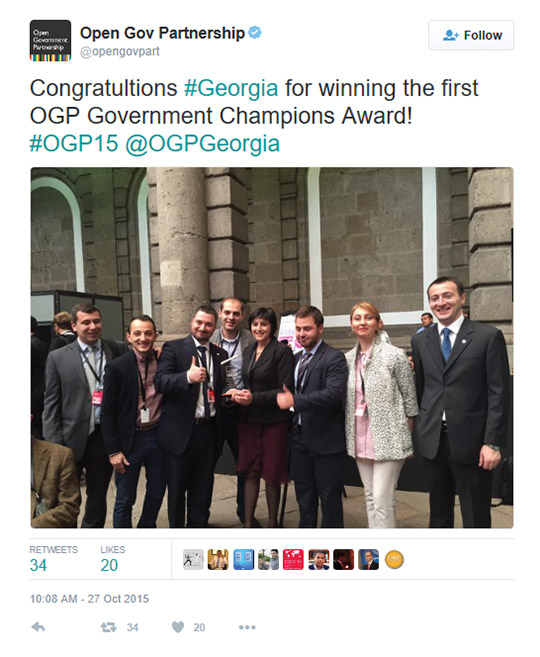 Open
Government
Partnership
Open Gov Partnership
@opengovpart
Follow
Congratultions #Georgia for winning the first
OGP Government Champions Award!
#OGP15 @OGPGeorgia
RETWEETS LIKES
34 20
10:08 AM - 27 Oct 2015
34 20